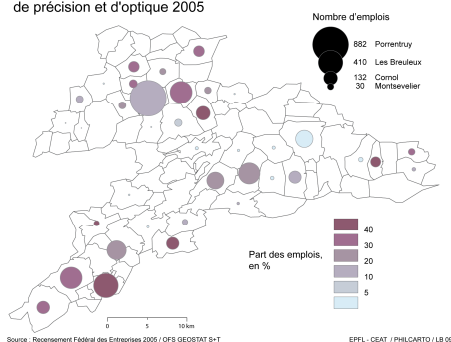 de précision et d'optique 2005
Nombre d'emplois
882 Porrentruy
410 Les Breuleux
132 Cornol
30 Montsevelier
40
30
20
10
5
Part des emplois,
en %
0 5 10 km
Source : Recensement Fédéral des Entreprises 2005 / OFS GEOSTAT S+T
EPFL - CEAT / PHILCARTO / LB 09